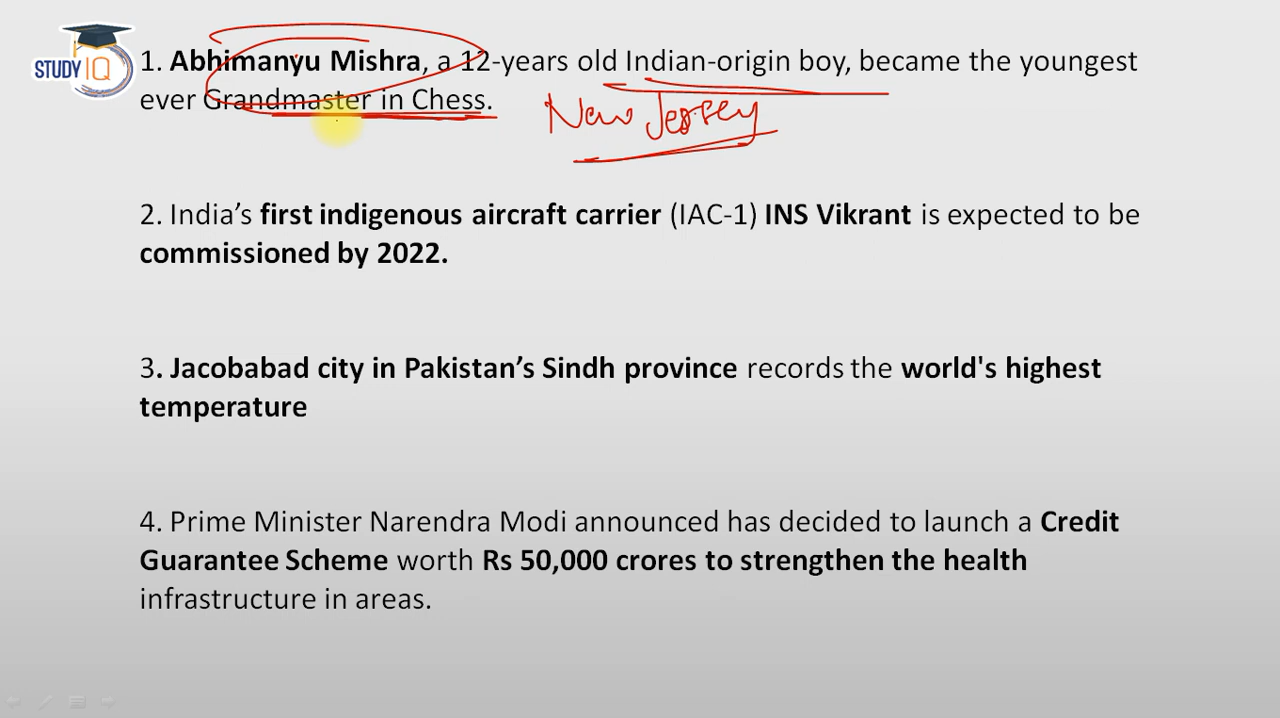 STUDY IQ
1. Abhimanyu Mishra, a 12-years old Indian-origin boy, became the youngest
ever Grandmaster in Chess.
New Jersey
2. India’s first indigenous aircraft carrier (IAC-1) INS Vikrant is expected to be
commissioned by 2022.
3. Jacobabad city in Pakistan’s Sindh province records the world's highest
temperature
4. Prime Minister Narendra Modi announced has decided to launch a Credit
Guarantee Scheme worth Rs 50,000 crores to strengthen the health
infrastructure in areas.